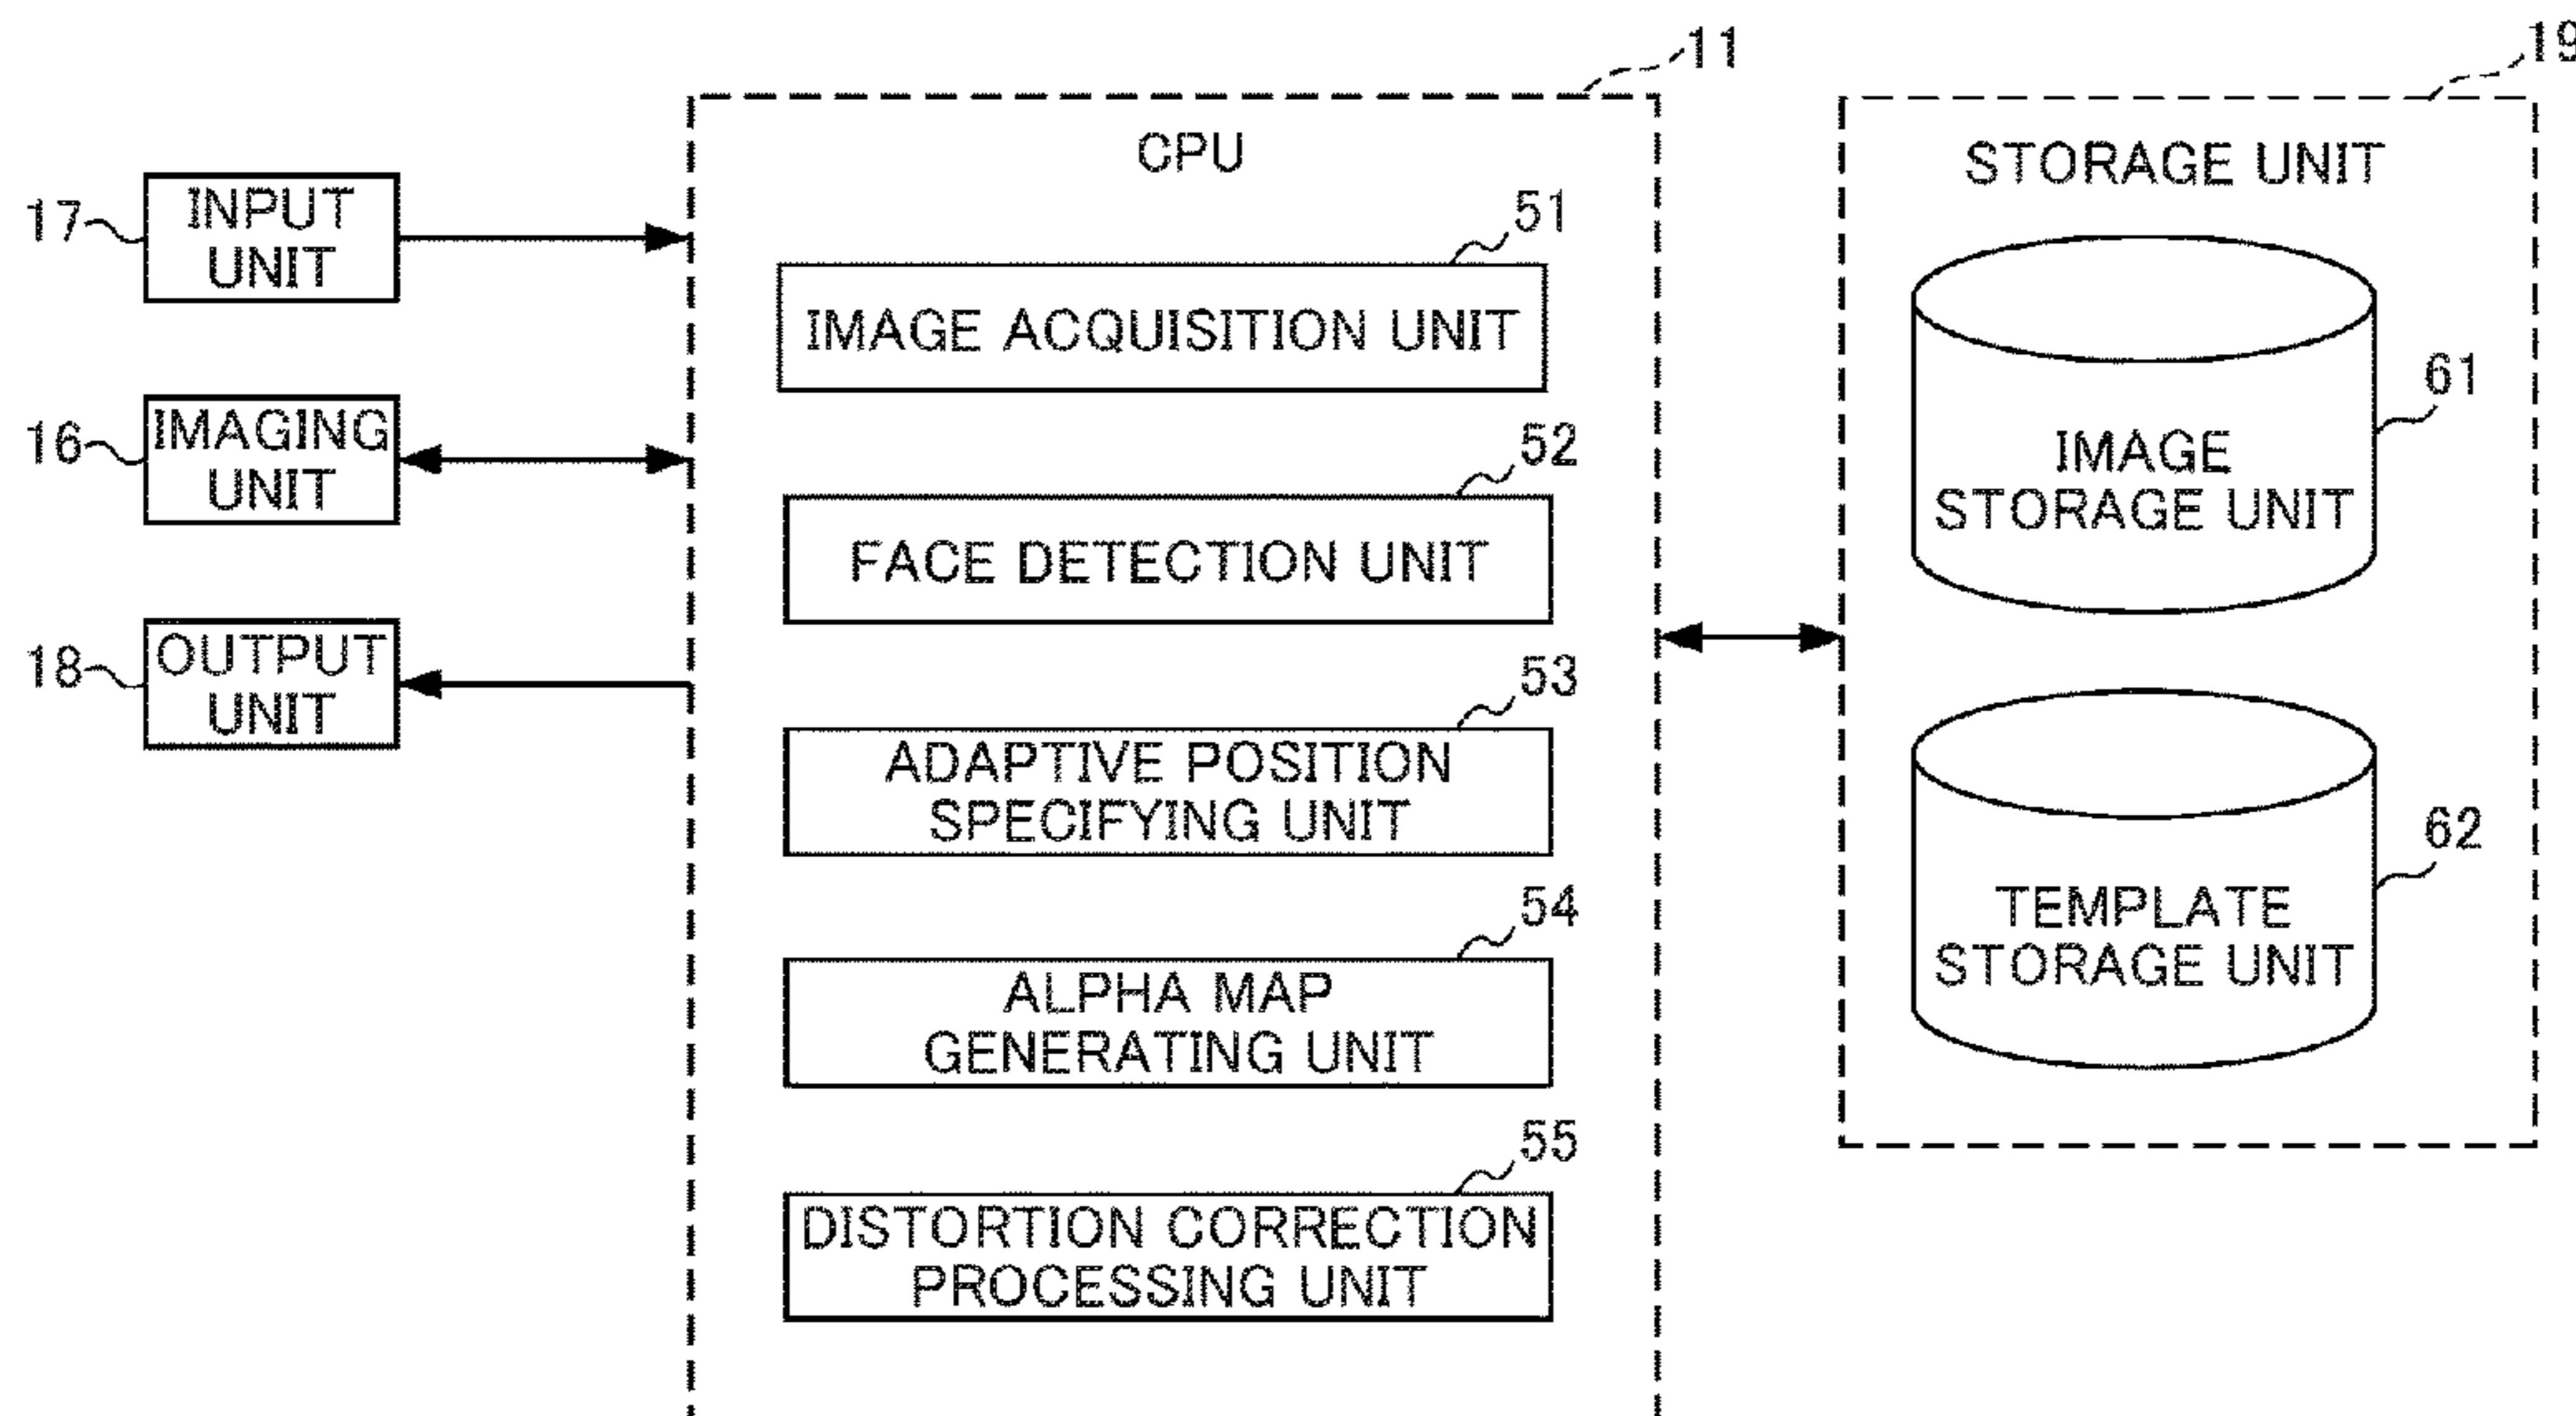 11
19
CPU
STORAGE UNIT
17
INPUT
UNIT
51
IMAGE ACQUISITION UNIT
61
IMAGE
STORAGE UNIT
16
IMAGING
UNIT
52
FACE DETECTION UNIT
18
OUTPUT
UNIT
53
ADAPTIVE POSITION
SPECIFYING UNIT
62
TEMPLATE
STORAGE UNIT
54
ALPHA MAP
GENERATING UNIT
55
DISTORTION CORRECTION
PROCESSING UNIT